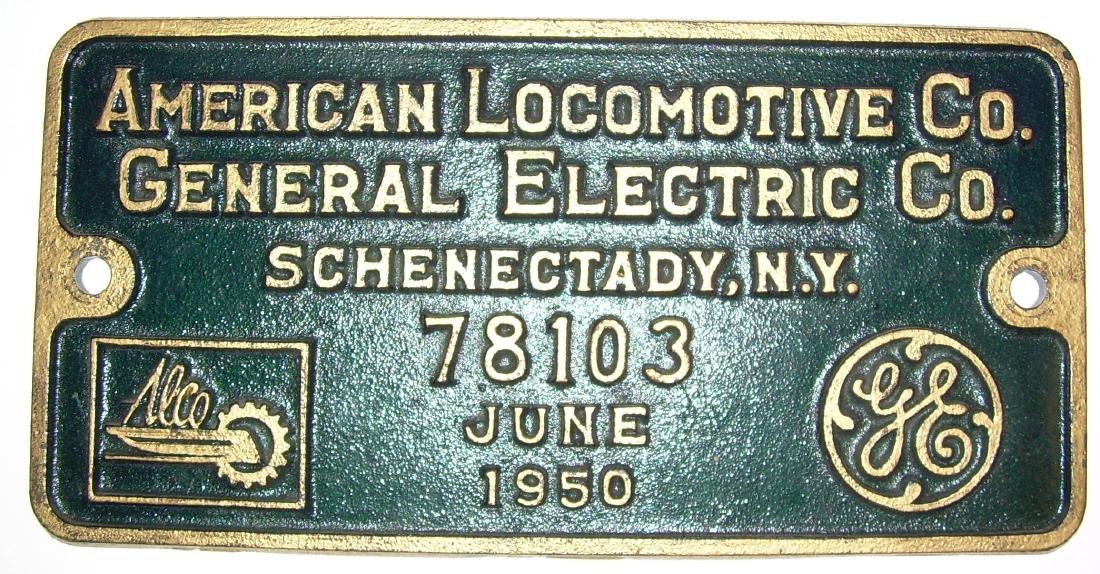 AMERICAN LOCOMOTIVE CO.
GENERAL ELECTRIC CO.
SCHENECTADY, N.Y.
78103
JUNE
1950
Alco
GE